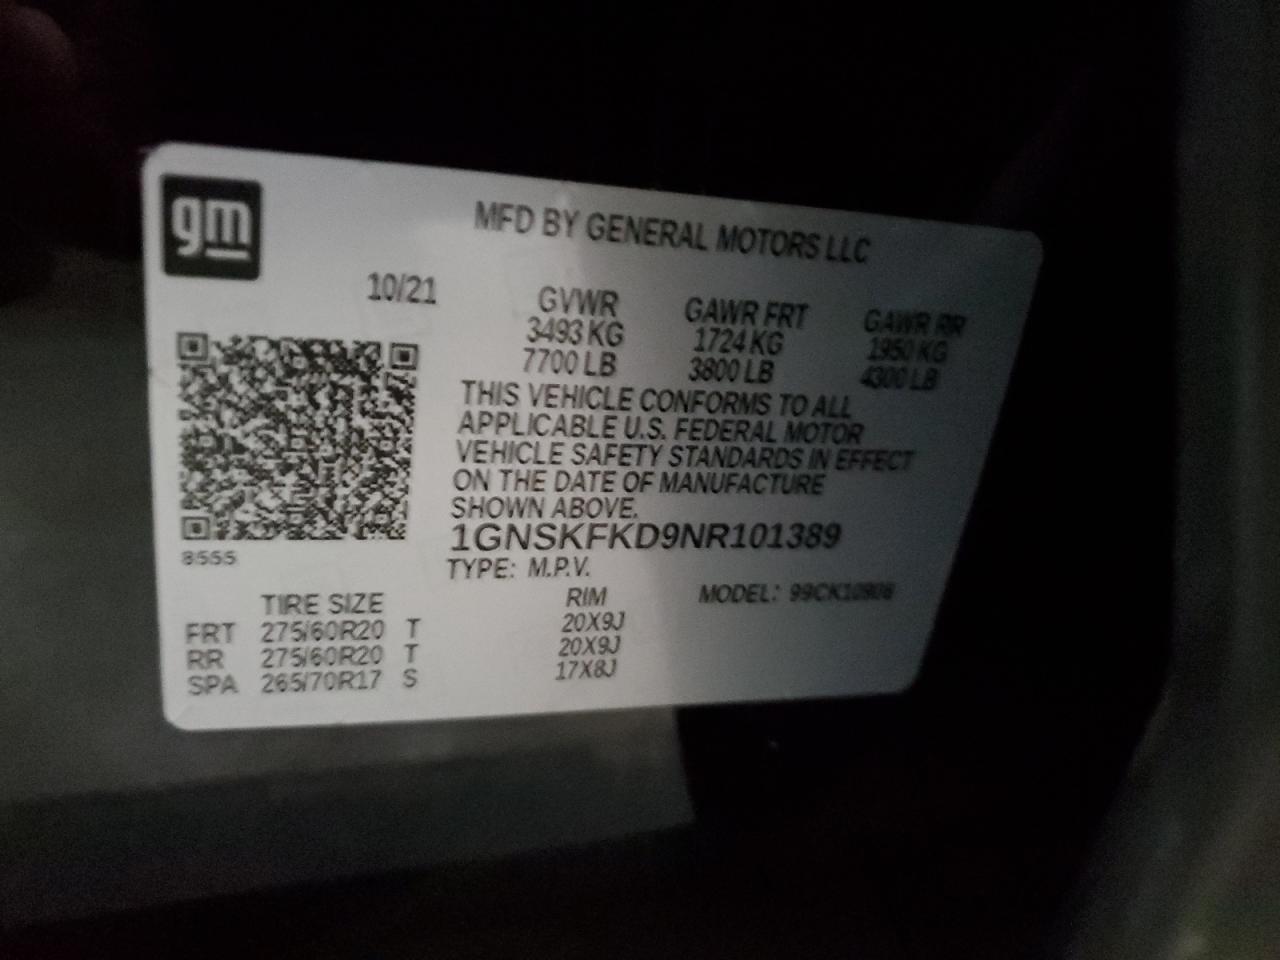 gm
MFD BY GENERAL MOTORS LLC
10/21
GVWR GAWR FRT GAWR RR
3493 KG 1724 KG 1950 KG
7700 LB 3800 LB 4300 LB
THIS VEHICLE CONFORMS TO ALL
APPLICABLE U.S. FEDERAL MOTOR
VEHICLE SAFETY STANDARDS IN EFFECT
ON THE DATE OF MANUFACTURE
SHOWN ABOVE.
1GNSKFKD9NR101389
8555
TYPE: M.P.V. MODEL:
TIRE SIZE RIM
FRT 275/60R20 T 20X9J
RR 275/60R20 T 20X9J
SPA 265/70R17 S 17X8J